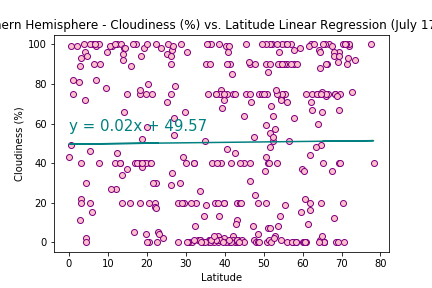 ern Hemisphere - Cloudiness (%) vs. Latitude Linear Regression (July 17
100
80
60
40
20
0
Cloudiness (%)
y = 0.02x + 49.57
0 10 20 30 40 50 60 70 80
Latitude